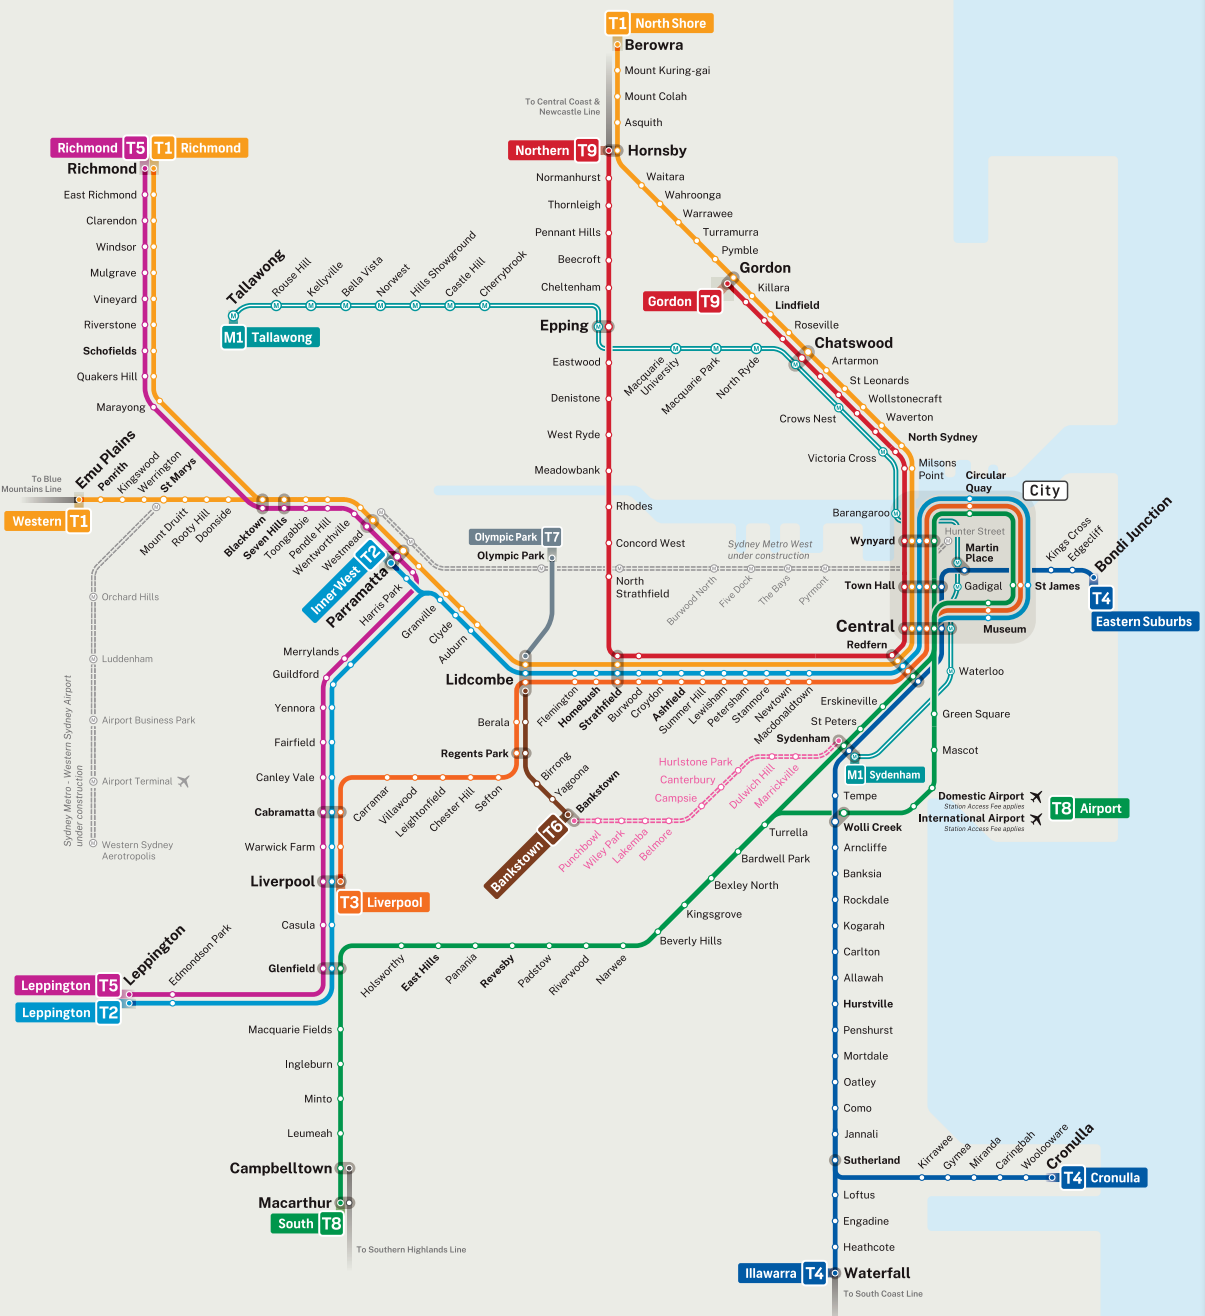 T1 North Shore
Berowra
Mount Kuring-gai
Mount Colah
To Central Coast &
Newcastle Line
Asquith
Northern T9
Hornsby
Richmond T5
T1 Richmond
Richmond
East Richmond
Clarendon
Windsor
Mulgrave
Vineyard
Riverstone
Schofields
Quakers Hill
Marayong
Normanhurst
Thornleigh
Pennant Hills
Beecroft
Cheltenham
Epping
Eastwood
Denistone
West Ryde
Meadowbank
Rhodes
Concord West
North
Strathfield
Waitara
Wahroonga
Warrawee
Turramurra
Pymble
Gordon
Gordon T9
Killara
Lindfield
Roseville
Chatswood
Artarmon
St Leonards
Wollstonecraft
Waverton
North Sydney
Milsons
Point
Tallawong
M1 Tallawong
Rouse Hill
Kellyville
Bella Vista
Norwest
Hills Showground
Castle Hill
Cherrybrook
Macquarie
University
Macquarie Park
North Ryde
Crows Nest
Victoria Cross
Barangaroo
To Blue
Mountains Line
Western T1
Emu Plains
Penrith
Kingswood
Werrington
St Marys
Mount Druitt
Rooty Hill
Doonside
Blacktown
Seven Hills
Toongabbie
Pendle Hill
Wentworthville
Westmead
Inner West T2
Parramatta
Harris Park
Granville
Clyde
Auburn
Olympic Park T7
Olympic Park
Sydney Metro West
under construction
Burwood North
Five Dock
The Bays
Pyrmont
Hunter Street
Circular
Quay
City
Wynyard
Martin
Place
Town Hall
Gadigal
St James
Central
Museum
Redfern
Kings Cross
Edgecliff
Bondi Junction
T4
Eastern Suburbs
Orchard Hills
Luddenham
Airport Business Park
Airport Terminal
Western Sydney
Aerotropolis
Sydney Metro - Western Sydney Airport
under construction
Merrylands
Guildford
Yennora
Fairfield
Canley Vale
Cabramatta
Warwick Farm
Liverpool
T3 Liverpool
Casula
Glenfield
Lidcombe
Berala
Regents Park
Birrong
Yagoona
Bankstown
Bankstown T6
Carramar
Villawood
Leightonfield
Chester Hill
Sefton
Flemington
Homebush
Strathfield
Burwood
Croydon
Ashfield
Summer Hill
Lewisham
Petersham
Stanmore
Newtown
Macdonaldtown
Erskineville
St Peters
Sydenham
M1 Sydenham
Waterloo
Green Square
Mascot
Domestic Airport
Station Access Fee applies
International Airport
Station Access Fee applies
T8 Airport
Hurlstone Park
Canterbury
Campsie
Dulwich Hill
Marrickville
Punchbowl
Wiley Park
Lakemba
Belmore
Tempe
Wolli Creek
Turrella
Bardwell Park
Bexley North
Kingsgrove
Beverly Hills
Narwee
Riverwood
Padstow
Revesby
Panania
East Hills
Holsworthy
Arncliffe
Banksia
Rockdale
Kogarah
Carlton
Allawah
Hurstville
Penshurst
Mortdale
Oatley
Como
Jannali
Sutherland
Loftus
Engadine
Heathcote
Illawarra T4
Waterfall
To South Coast Line
Kirrawee
Gymea
Miranda
Caringbah
Woolooware
Cronulla
T4 Cronulla
Leppington
Edmondson Park
Leppington T5
Leppington T2
Macquarie Fields
Ingleburn
Minto
Leumeah
Campbelltown
Macarthur
South T8
To Southern Highlands Line